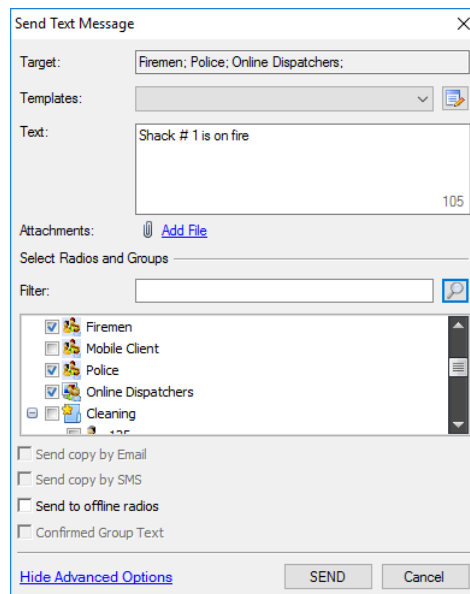 Send Text Message
Target: Firemen; Police; Online Dispatchers;
Templates:
Text: Shack # 1 is on fire
105
Attachments: Add File
Select Radios and Groups
Filter:
Firemen
Mobile Client
Police
Online Dispatchers
Cleaning
Send copy by Email
Send copy by SMS
Send to offline radios
Confirmed Group Text
Hide Advanced Options SEND Cancel